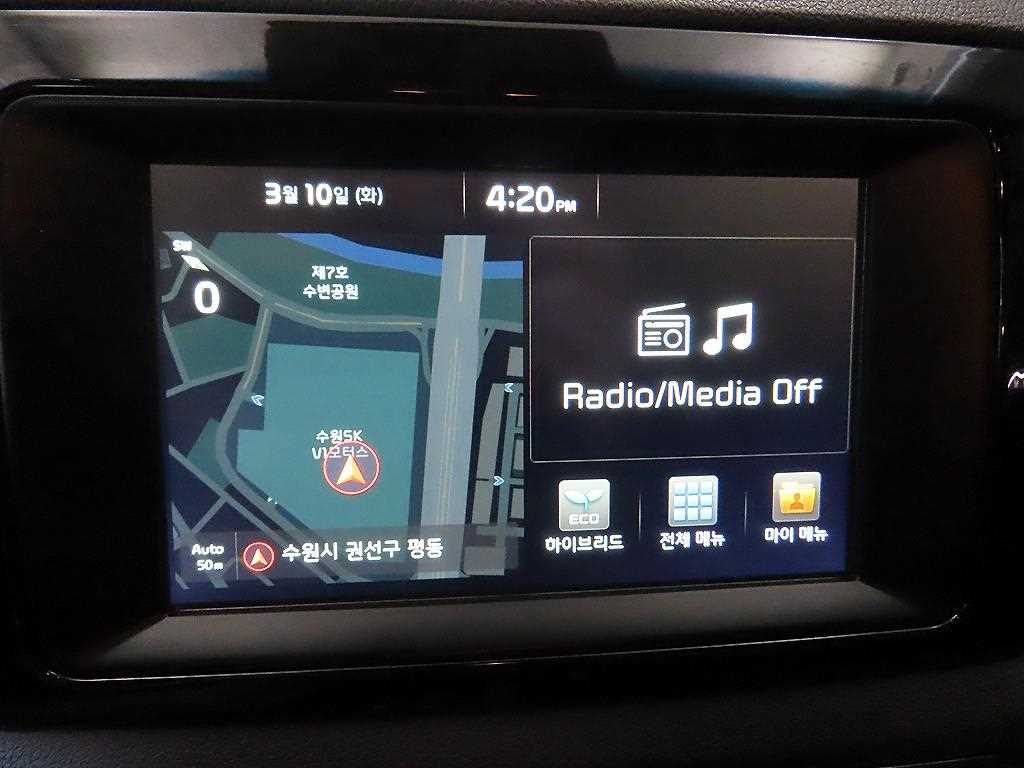 3월 10일 (화)
4:20 PM
SW
0
제7호
수변공원
수원SK
V1모터스
Auto
50m
수원시 권선구 평동
Radio/Media Off
ECO
하이브리드
전체 메뉴
마이 메뉴